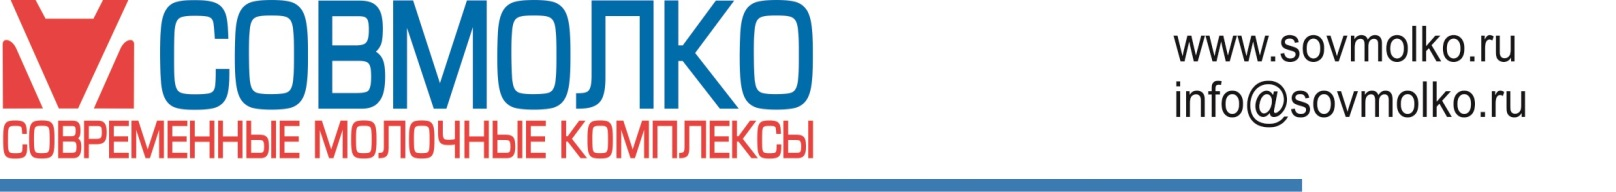 СОВМОЛКО
СОВРЕМЕННЫЕ МОЛОЧНЫЕ КОМПЛЕКСЫ
www.sovmolko.ru
info@sovmolko.ru